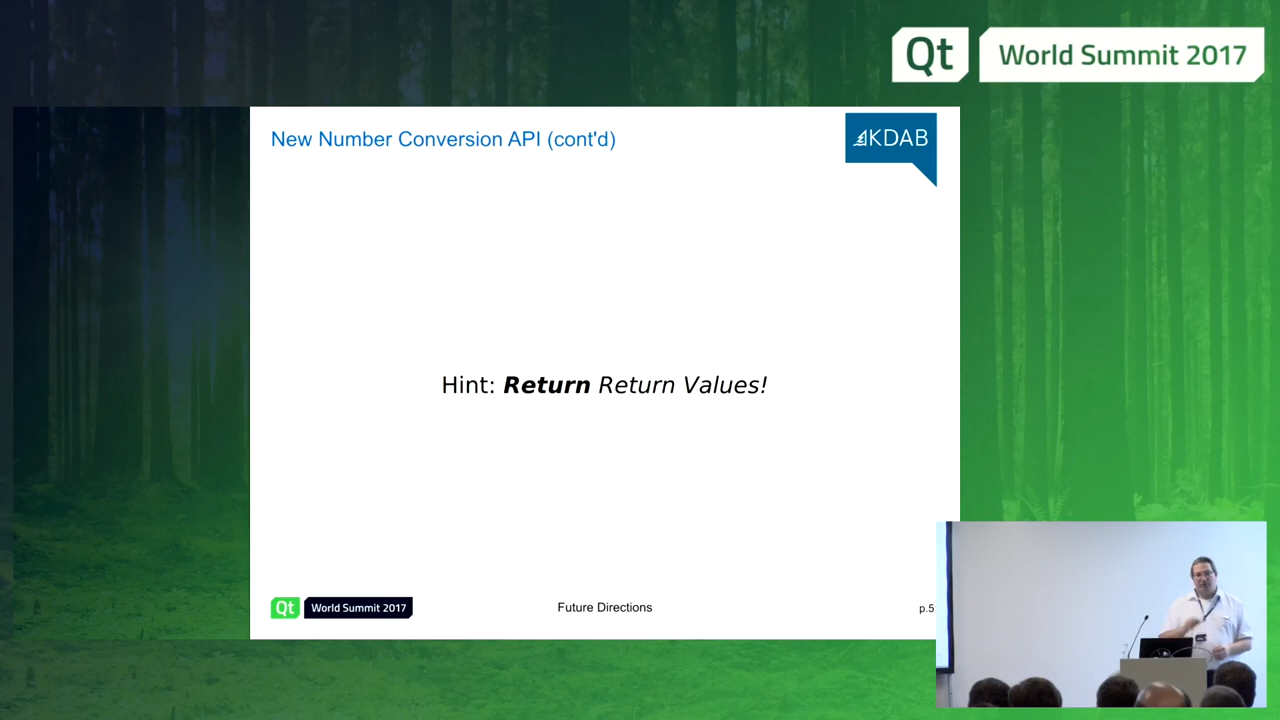 Qt World Summit 2017
New Number Conversion API (cont'd)
KDAB
Hint: Return Return Values!
Qt World Summit 2017
Future Directions
p.5